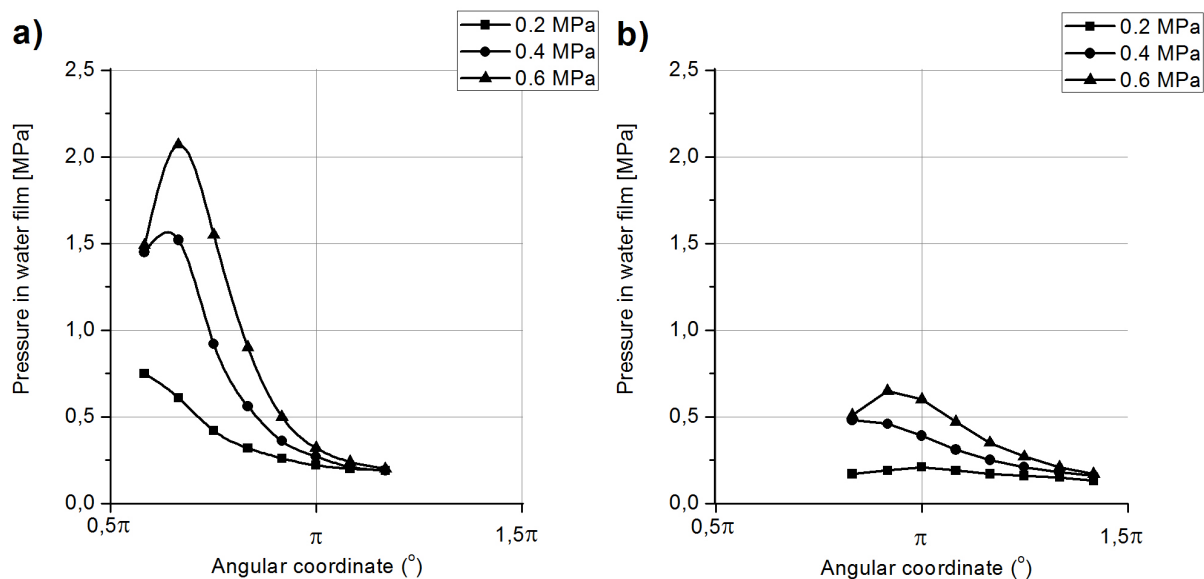 a)
0.2 MPa
0.4 MPa
0.6 MPa
Pressure in water film [MPa]
2,5
2,0
1,5
1,0
0,5
0,0
0,5π
π
1,5π
Angular coordinate (°)
b)
0.2 MPa
0.4 MPa
0.6 MPa
Pressure in water film [MPa]
2,5
2,0
1,5
1,0
0,5
0,0
0,5π
π
1,5π
Angular coordinate (°)